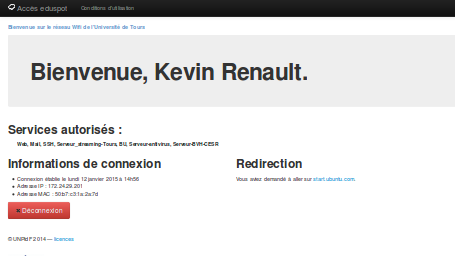 Accès eduspot Conditions d'utilisation
Bienvenue sur le réseau Wifi de l'Université de Tours
Bienvenue, Kevin Renault.
Services autorisés :
Web, Mail, SSH, Serveur_streaming-Tours, BU, Serveur-antivirus, Serveur-BVH-CESR
Informations de connexion
Connexion établie le lundi 12 janvier 2015 à 14h56
Adresse IP : 172.24.29.201
Adresse MAC : 50:b7:c3:1a:2a:7d
Déconnexion
Redirection
Vous aviez demandé à aller sur start.ubuntu.com.
© UNPIdF 2014 — licences